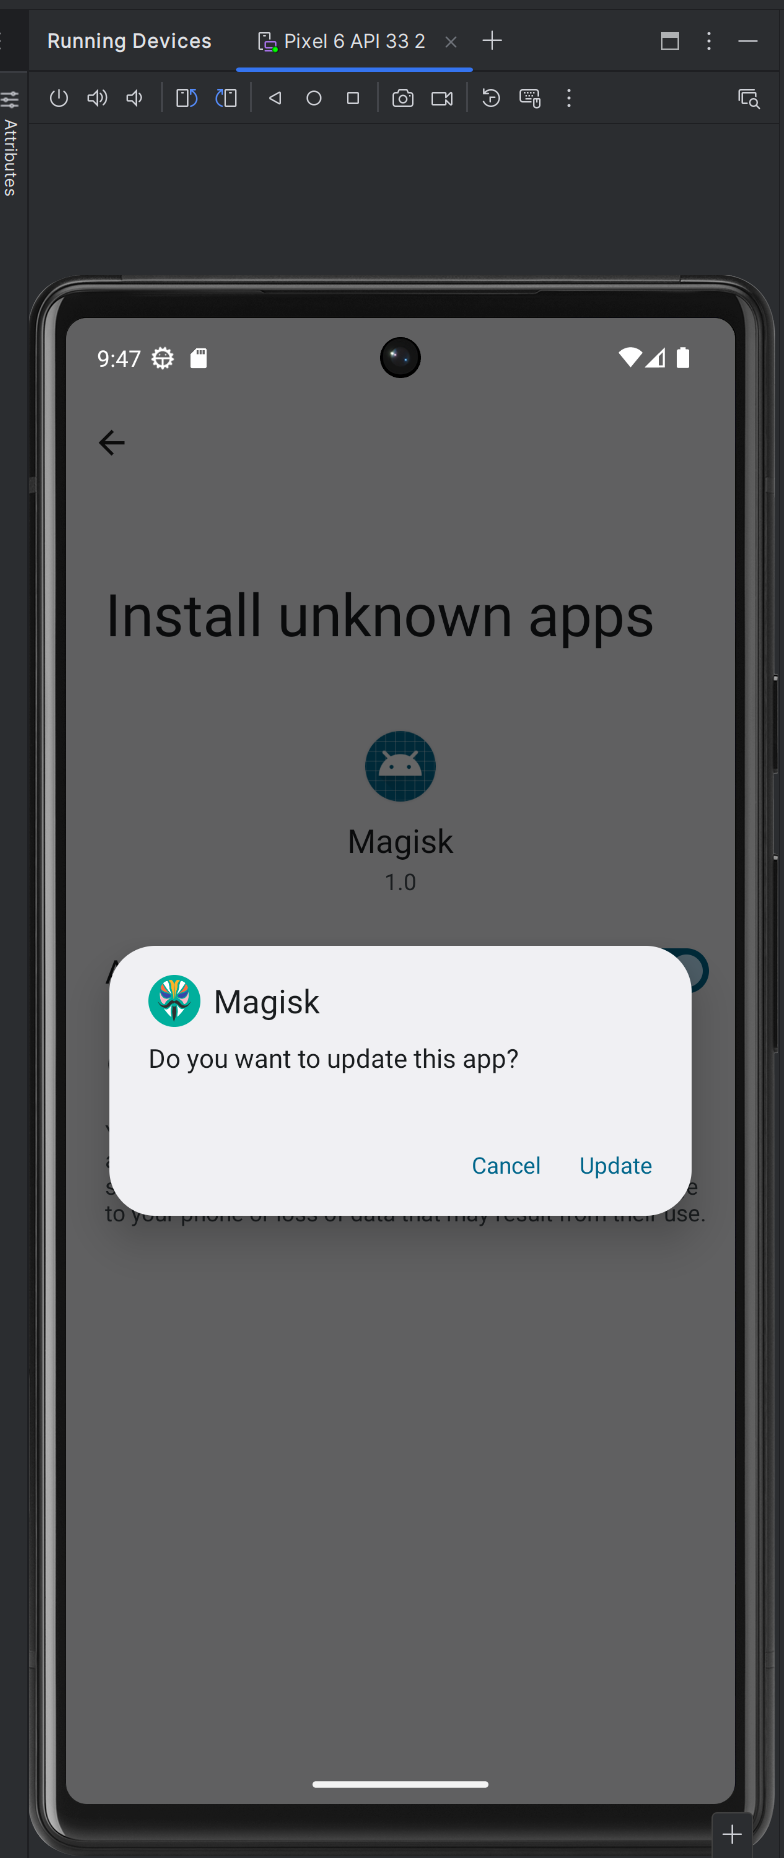 Running Devices
Pixel 6 API 33 2
Attributes
9:47
Install unknown apps
Magisk
1.0
Magisk
Do you want to update this app?
Cancel
Update
to your phone or loss of data that may result from their use.